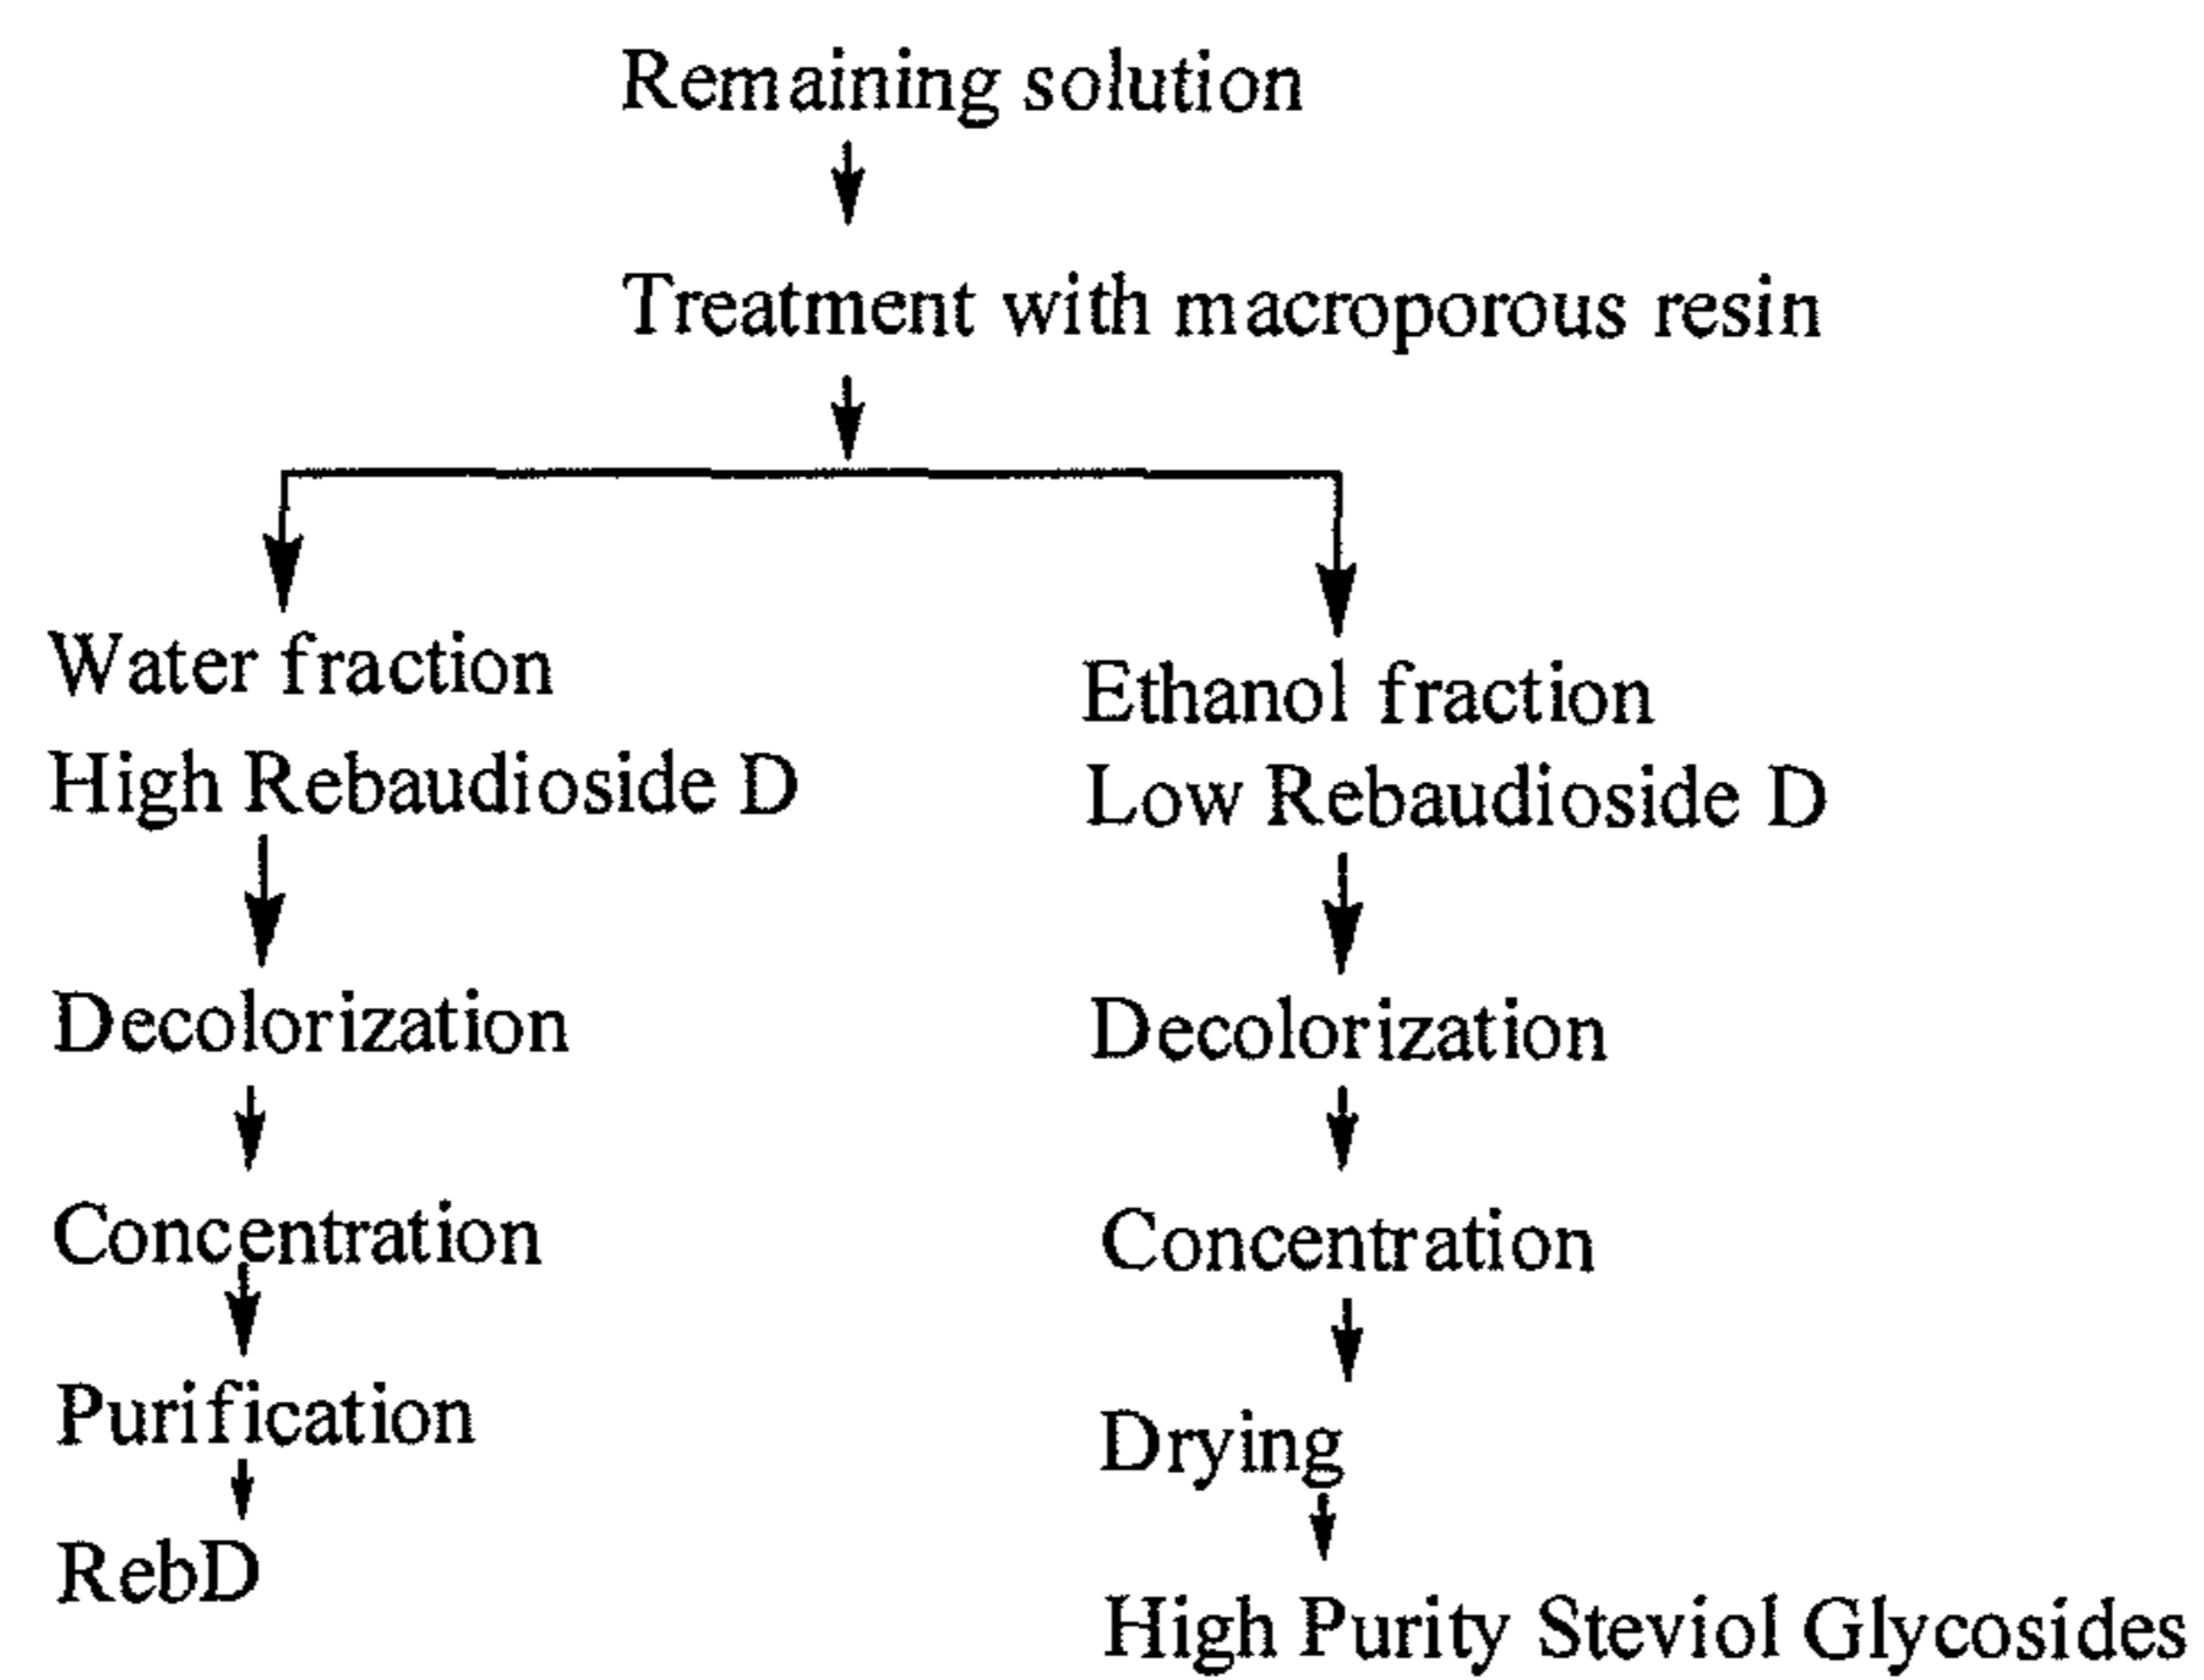 Remaining solution
Treatment with macroporous resin
Water fraction
High Rebaudioside D
Decolorization
Concentration
Purification
RebD
Ethanol fraction
Low Rebaudioside D
Decolorization
Concentration
Drying
High Purity Steviol Glycosides